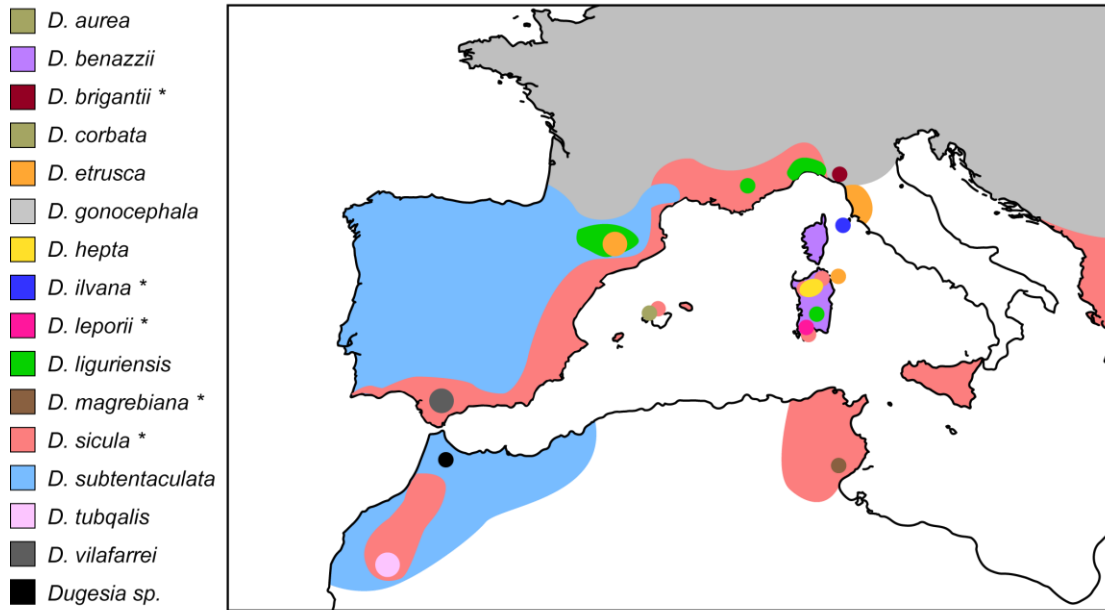 D. aurea
D. benazzii
D. brigantii *
D. corbata
D. etrusca
D. gonocephala
D. hepta
D. ilvana *
D. leporii *
D. liguriensis
D. magrebiana *
D. sicula *
D. subtentaculata
D. tubqalis
D. vilafarrei
Dugesia sp.